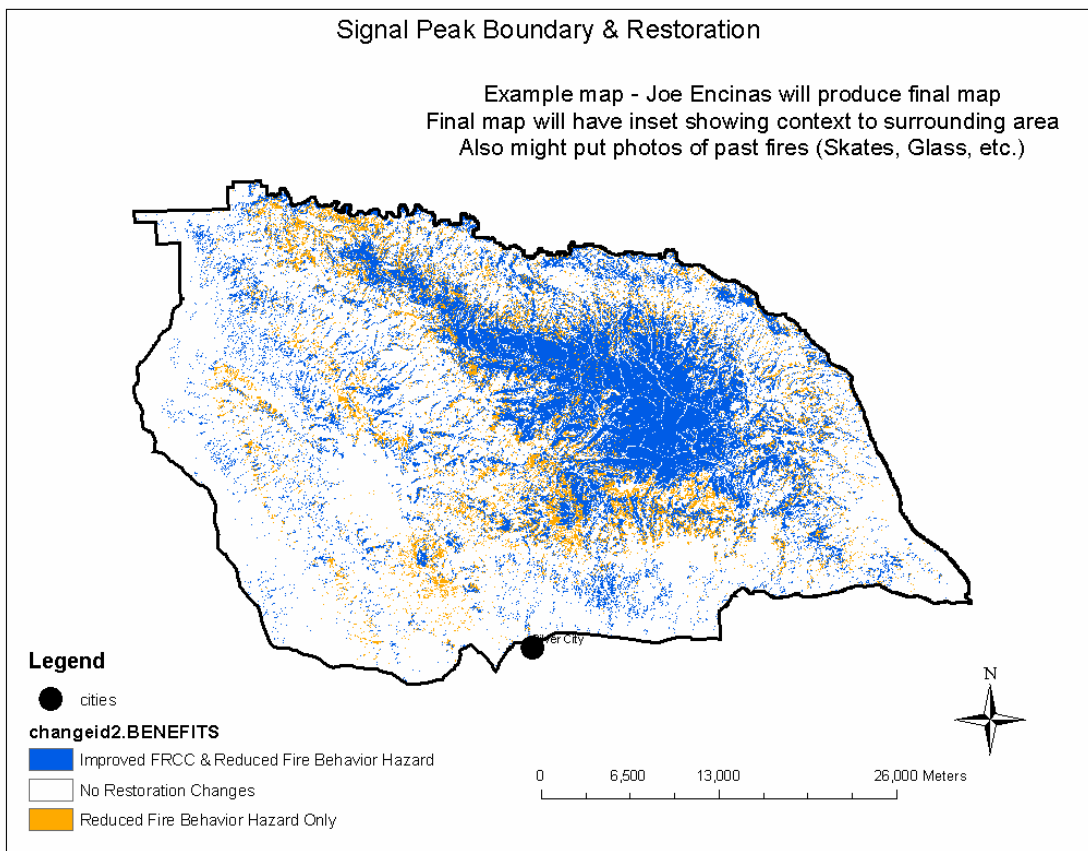 Signal Peak Boundary & Restoration
Example map - Joe Encinas will produce final map
Final map will have inset showing context to surrounding area
Also might put photos of past fires (Skates, Glass, etc.)
City
Legend
cities
changeid2.BENEFITS
Improved FRCC & Reduced Fire Behavior Hazard
No Restoration Changes
Reduced Fire Behavior Hazard Only
N
0 6,500 13,000 26,000 Meters